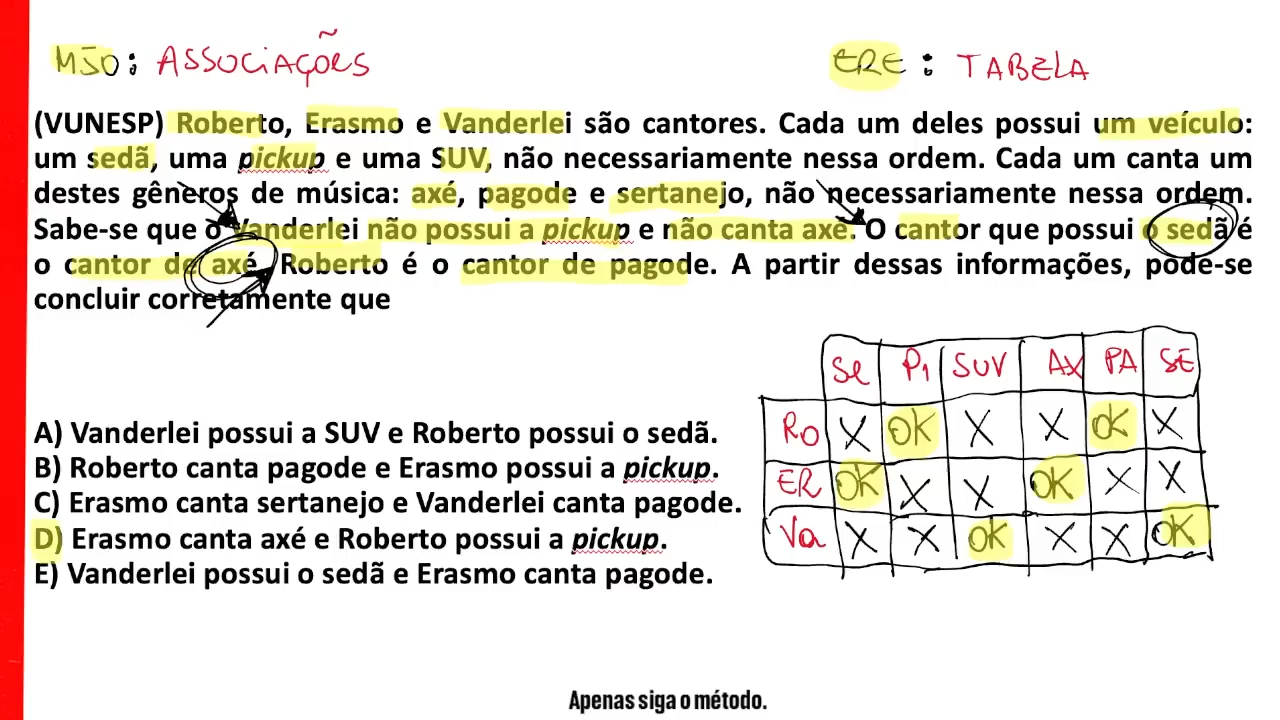 MJO: ASSOCIAÇÕES
ERE: TABELA
(VUNESP) Roberto, Erasmo e Vanderlei são cantores. Cada um deles possui um veículo:
um sedã, uma pickup e uma SUV, não necessariamente nessa ordem. Cada um canta um
destes gêneros de música: axé, pagode e sertanejo, não necessariamente nessa ordem.
Sabe-se que o Vanderlei não possui a pickup e não canta axé. O cantor que possui o sedã é
o cantor de axé. Roberto é o cantor de pagode. A partir dessas informações, pode-se
concluir corretamente que
A) Vanderlei possui a SUV e Roberto possui o sedã.
B) Roberto canta pagode e Erasmo possui a pickup.
C) Erasmo canta sertanejo e Vanderlei canta pagode.
D) Erasmo canta axé e Roberto possui a pickup.
E) Vanderlei possui o sedã e Erasmo canta pagode.
Se Pi SUV AX PA SE
Ro X OK X X OK X
ER OK X X OK X X
Va X X OK X X OK
Apenas siga o método.